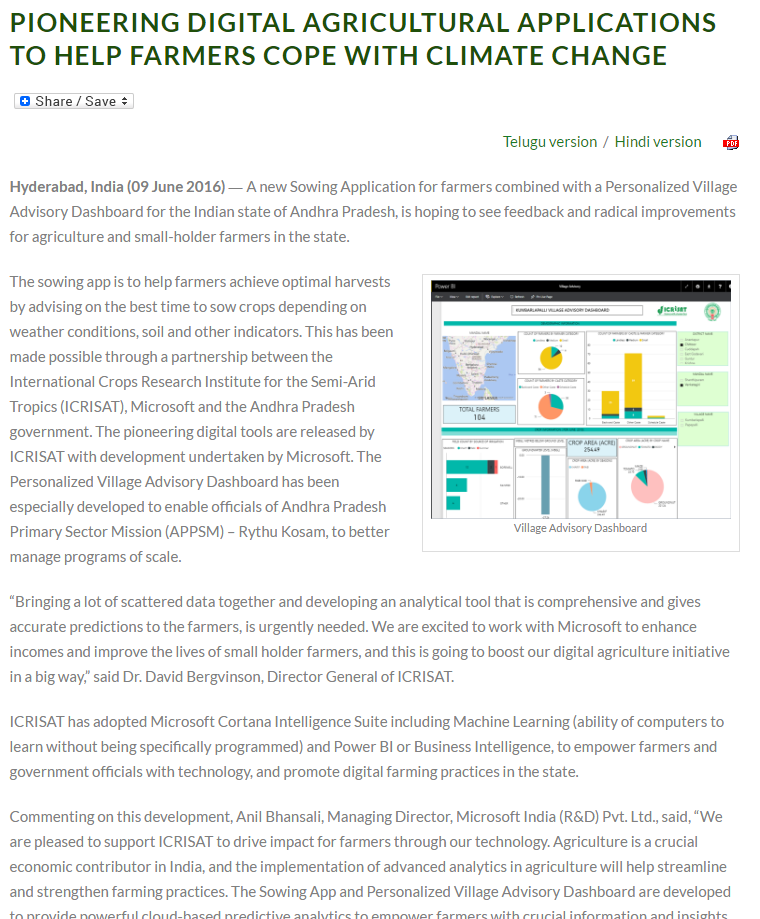 PIONEERING DIGITAL AGRICULTURAL APPLICATIONS
TO HELP FARMERS COPE WITH CLIMATE CHANGE
Share / Save
Telugu version / Hindi version
PDF
Hyderabad, India (09 June 2016) — A new Sowing Application for farmers combined with a Personalized Village
Advisory Dashboard for the Indian state of Andhra Pradesh, is hoping to see feedback and radical improvements
for agriculture and small-holder farmers in the state.
The sowing app is to help farmers achieve optimal harvests
by advising on the best time to sow crops depending on
weather conditions, soil and other indicators. This has been
made possible through a partnership between the
International Crops Research Institute for the Semi-Arid
Tropics (ICRISAT), Microsoft and the Andhra Pradesh
government. The pioneering digital tools are released by
ICRISAT with development undertaken by Microsoft. The
Personalized Village Advisory Dashboard has been
especially developed to enable officials of Andhra Pradesh
Primary Sector Mission (APPSM) – Rythu Kosam, to better
manage programs of scale.
Power BI
Village Advisory
KUMBARLAPALLI VILLAGE ADVISORY DASHBOARD
ICRISAT
TOTAL FARMERS
104
CROP AREA (ACRE)
25449
Village Advisory Dashboard
“Bringing a lot of scattered data together and developing an analytical tool that is comprehensive and gives
accurate predictions to the farmers, is urgently needed. We are excited to work with Microsoft to enhance
incomes and improve the lives of small holder farmers, and this is going to boost our digital agriculture initiative
in a big way,” said Dr. David Bergvinson, Director General of ICRISAT.
ICRISAT has adopted Microsoft Cortana Intelligence Suite including Machine Learning (ability of computers to
learn without being specifically programmed) and Power BI or Business Intelligence, to empower farmers and
government officials with technology, and promote digital farming practices in the state.
Commenting on this development, Anil Bhansali, Managing Director, Microsoft India (R&D) Pvt. Ltd., said, “We
are pleased to support ICRISAT to drive impact for farmers through our technology. Agriculture is a crucial
economic contributor in India, and the implementation of advanced analytics in agriculture will help streamline
and strengthen farming practices. The Sowing App and Personalized Village Advisory Dashboard are developed
to provide powerful cloud-based predictive analytics to empower farmers with crucial information and insights